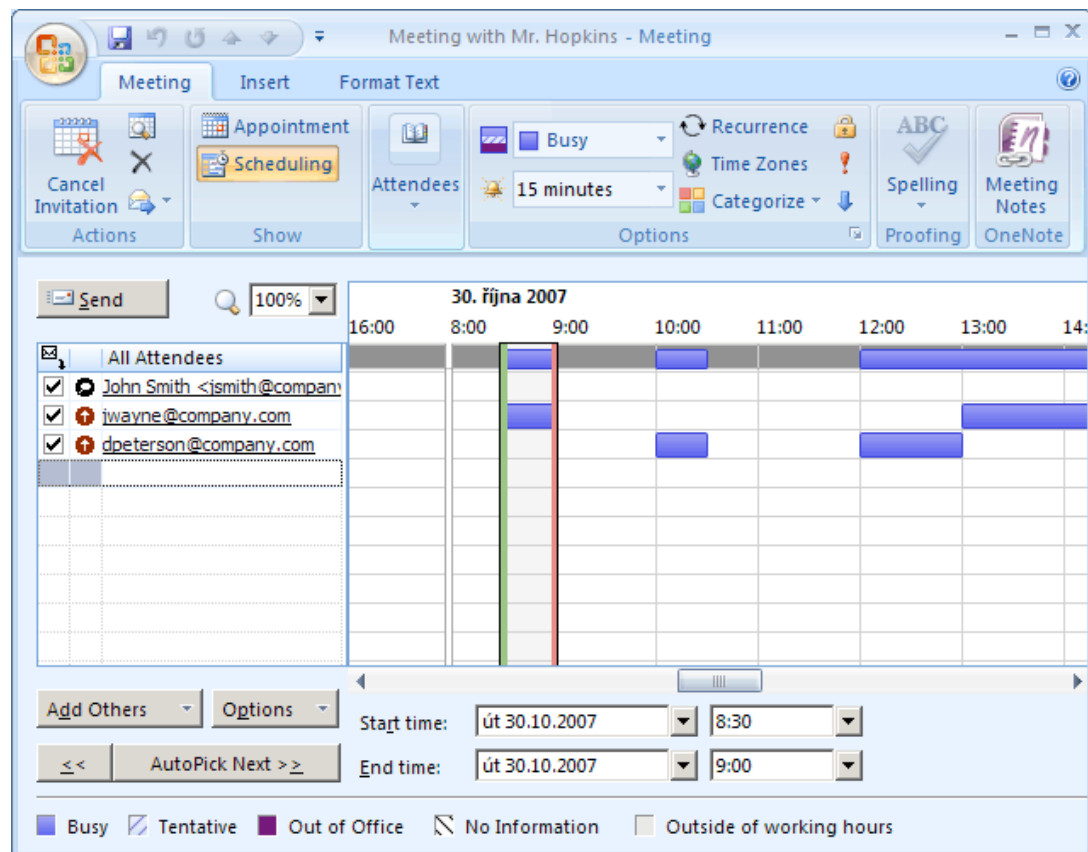 Meeting with Mr. Hopkins - Meeting
Meeting Insert Format Text
Cancel Invitation
Actions
Appointment
Scheduling
Show
Attendees
Busy
15 minutes
Recurrence
Time Zones
Categorize
Options
ABC
Spelling
Proofing
Meeting Notes
OneNote
Send
100%
30. října 2007
16:00 8:00 9:00 10:00 11:00 12:00 13:00 14:
All Attendees
John Smith <jsmith@company
jwayne@company.com
dpeterson@company.com
Add Others Options
Start time: út 30.10.2007 8:30
<< AutoPick Next >>
End time: út 30.10.2007 9:00
Busy Tentative Out of Office No Information Outside of working hours